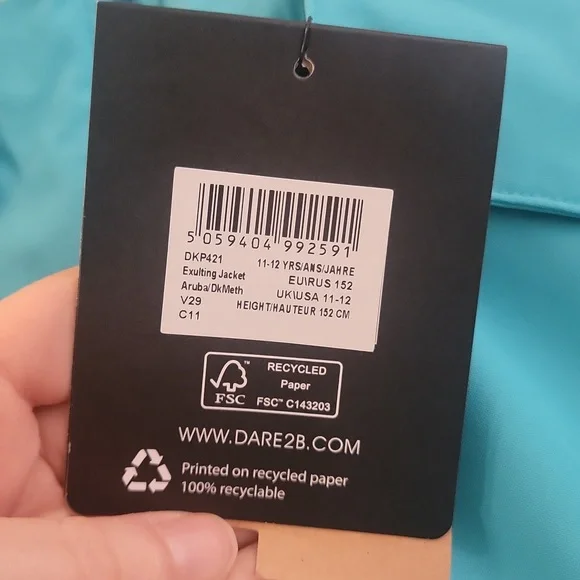 5 059404 992591
DKP421 11-12 YRS/ANS/JAHRE
Exulting Jacket EU\RUS 152
Aruba/DkMeth UK\USA 11-12
V29 HEIGHT/HAUTEUR 152 CM
C11
FSC™
RECYCLED
Paper
FSC™ C143203
WWW.DARE2B.COM
Printed on recycled paper
100% recyclable